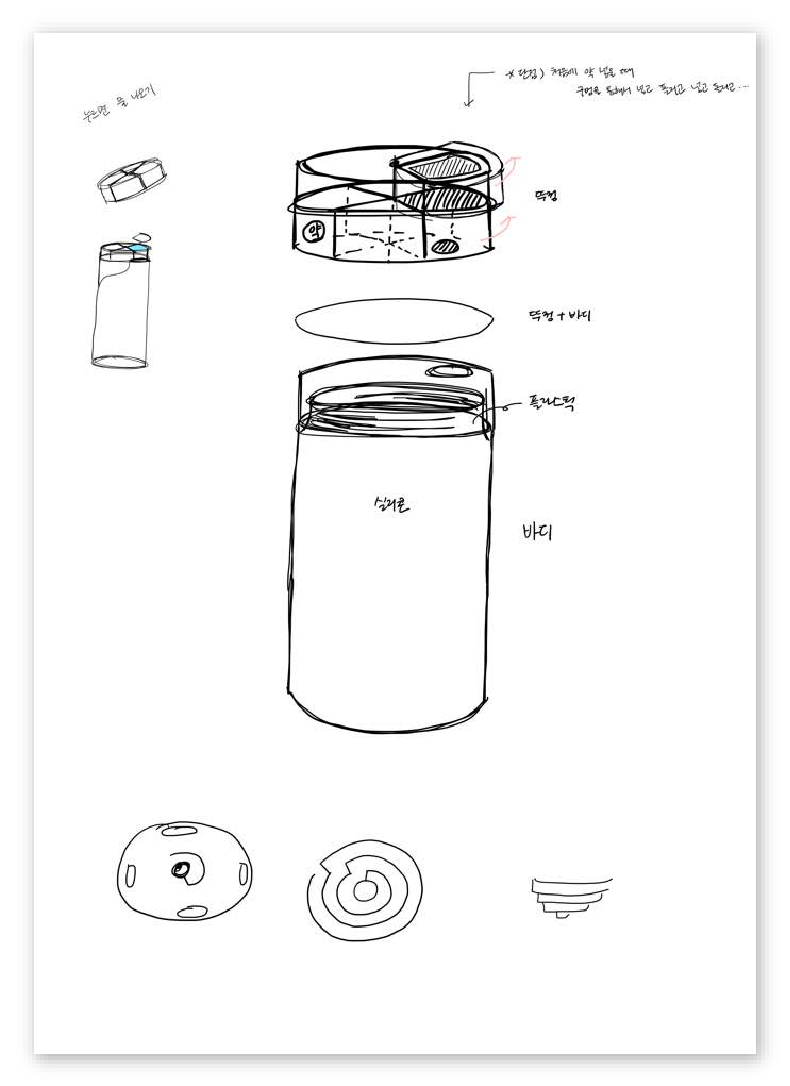 누르면 물 나오기
* 단점) 처음에 약 넣을 때
구멍을 통해서 넣고 돌리고 넣고 돌리고...
뚜껑
약
뚜껑 + 바디
플라스틱
실리콘
바디